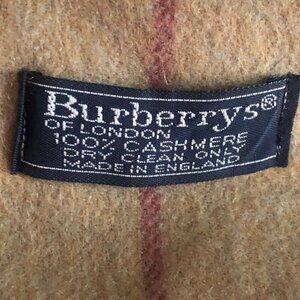 Burberrys®
OF LONDON
100% CASHMERE
DRY CLEAN ONLY
MADE IN ENGLAND